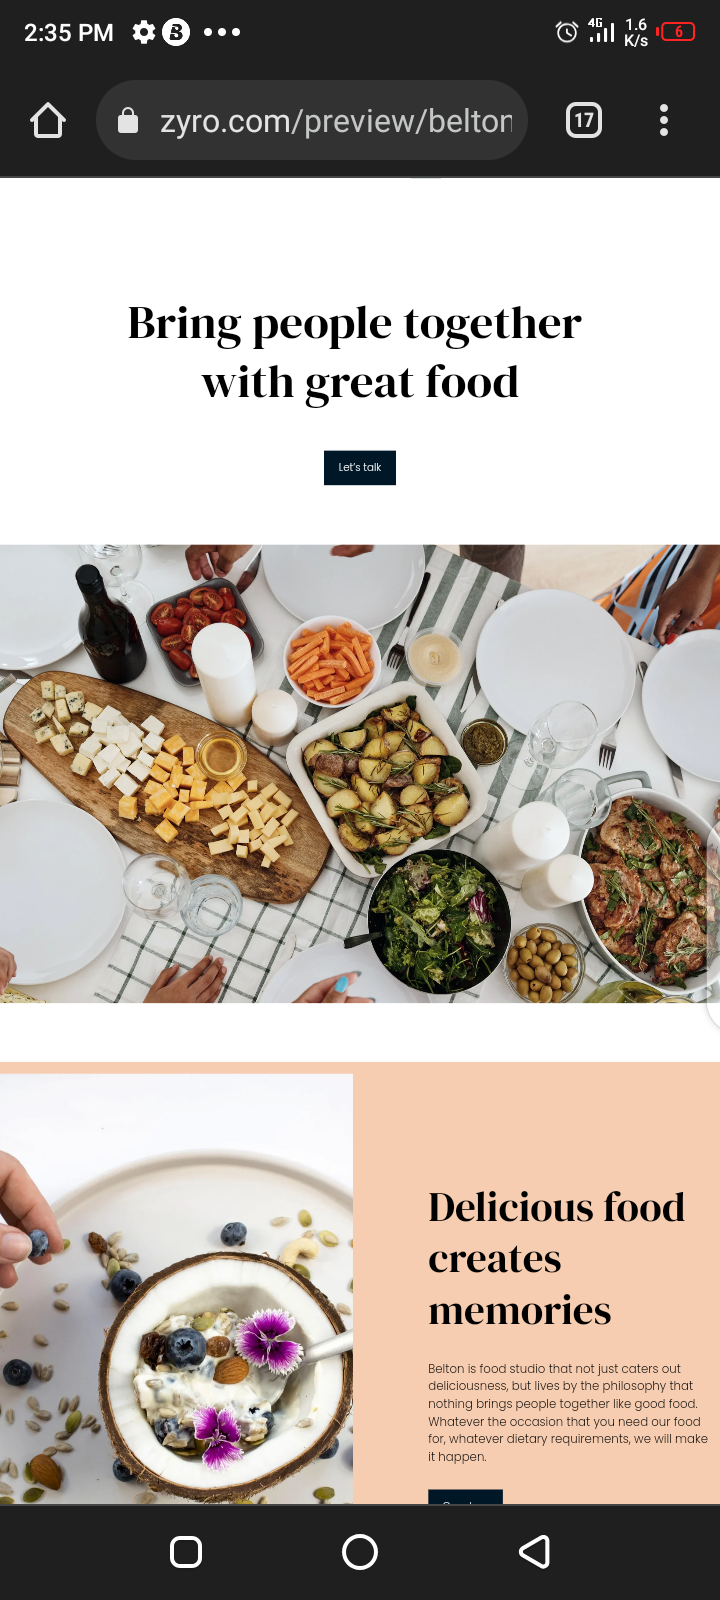 2:35 PM
4G
1.6
K/s
6
zyro.com/preview/belton
17
Bring people together
with great food
Let's talk
Delicious food
creates
memories
Belton is food studio that not just caters out
deliciousness, but lives by the philosophy that
nothing brings people together like good food.
Whatever the occasion that you need our food
for, whatever dietary requirements, we will make
it happen.